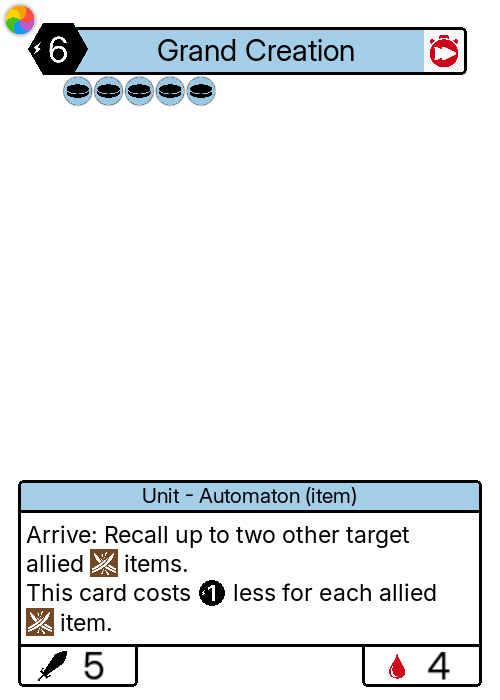 6
Grand Creation
Unit - Automaton (item)
Arrive: Recall up to two other target
allied items.
This card costs 1 less for each allied
item.
5
4